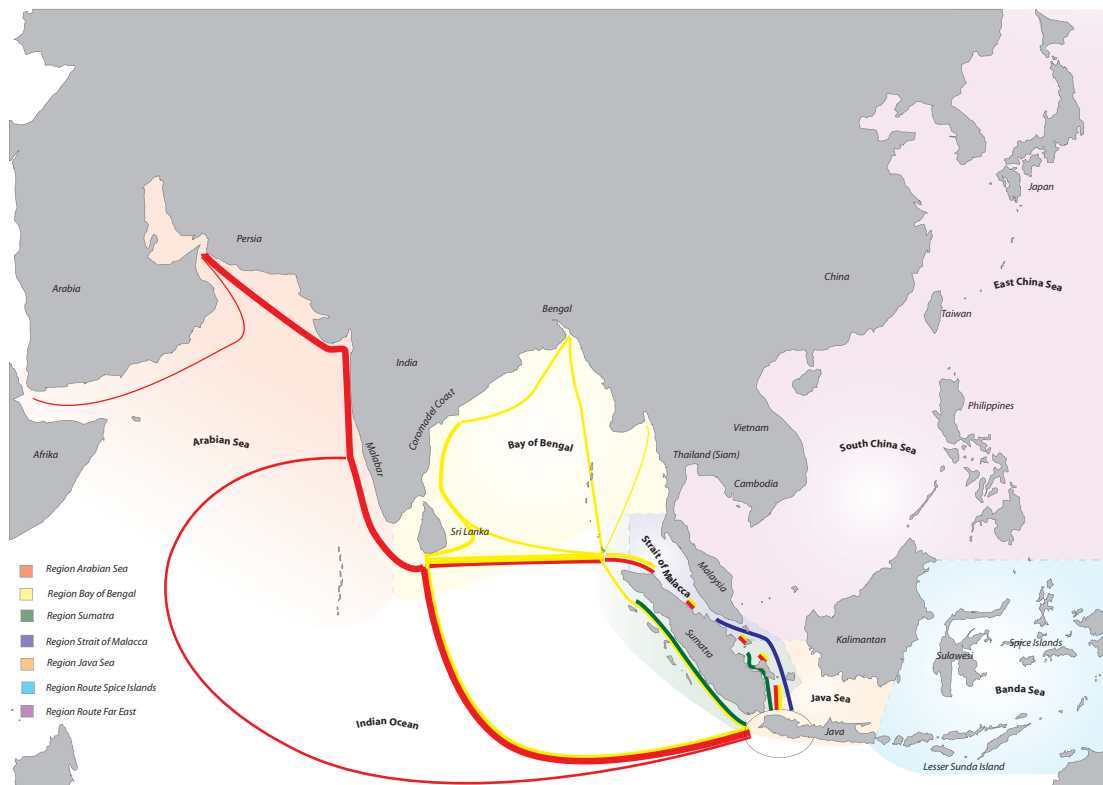 Japan
Persia
China
East China Sea
Arabia
Bengal
Taiwan
India
Coromadel Coast
Philippines
Vietnam
Arabian Sea
Bay of Bengal
South China Sea
Afrika
Malabar
Thailand (Siam)
Cambodia
Sri Lanka
Strait of Malacca
Malaysia
Region Arabian Sea
Region Bay of Bengal
Region Sumatra
Region Strait of Malacca
Region Java Sea
Region Route Spice Islands
Region Route Far East
Sumatra
Kalimantan
Spice Islands
Sulawesi
Banda Sea
Java Sea
Indian Ocean
Java
Lesser Sunda Island